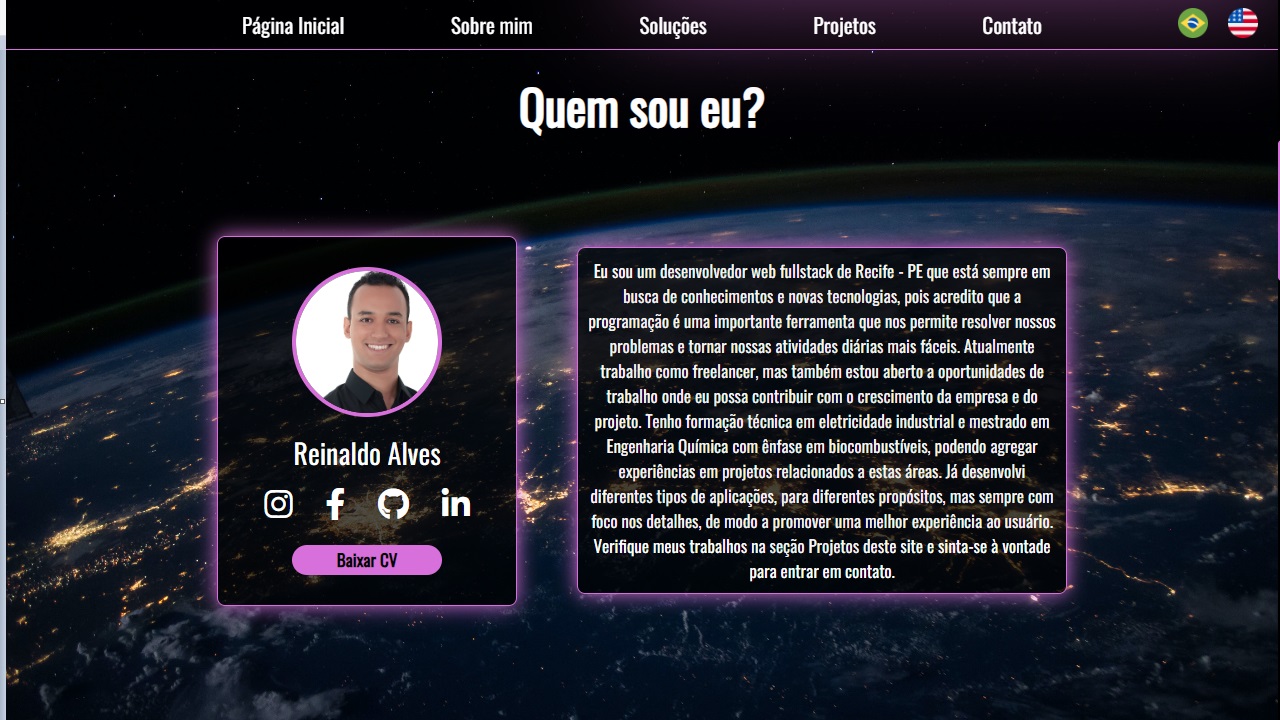 Página Inicial
Sobre mim
Soluções
Projetos
Contato
Quem sou eu?
Reinaldo Alves
Baixar CV
Eu sou um desenvolvedor web fullstack de Recife - PE que está sempre em
busca de conhecimentos e novas tecnologias, pois acredito que a
programação é uma importante ferramenta que nos permite resolver nossos
problemas e tornar nossas atividades diárias mais fáceis. Atualmente
trabalho como freelancer, mas também estou aberto a oportunidades de
trabalho onde eu possa contribuir com o crescimento da empresa e do
projeto. Tenho formação técnica em eletricidade industrial e mestrado em
Engenharia Química com ênfase em biocombustíveis, podendo agregar
experiências em projetos relacionados a estas áreas. Já desenvolvi
diferentes tipos de aplicações, para diferentes propósitos, mas sempre com
foco nos detalhes, de modo a promover uma melhor experiência ao usuário.
Verifique meus trabalhos na seção Projetos deste site e sinta-se à vontade
para entrar em contato.